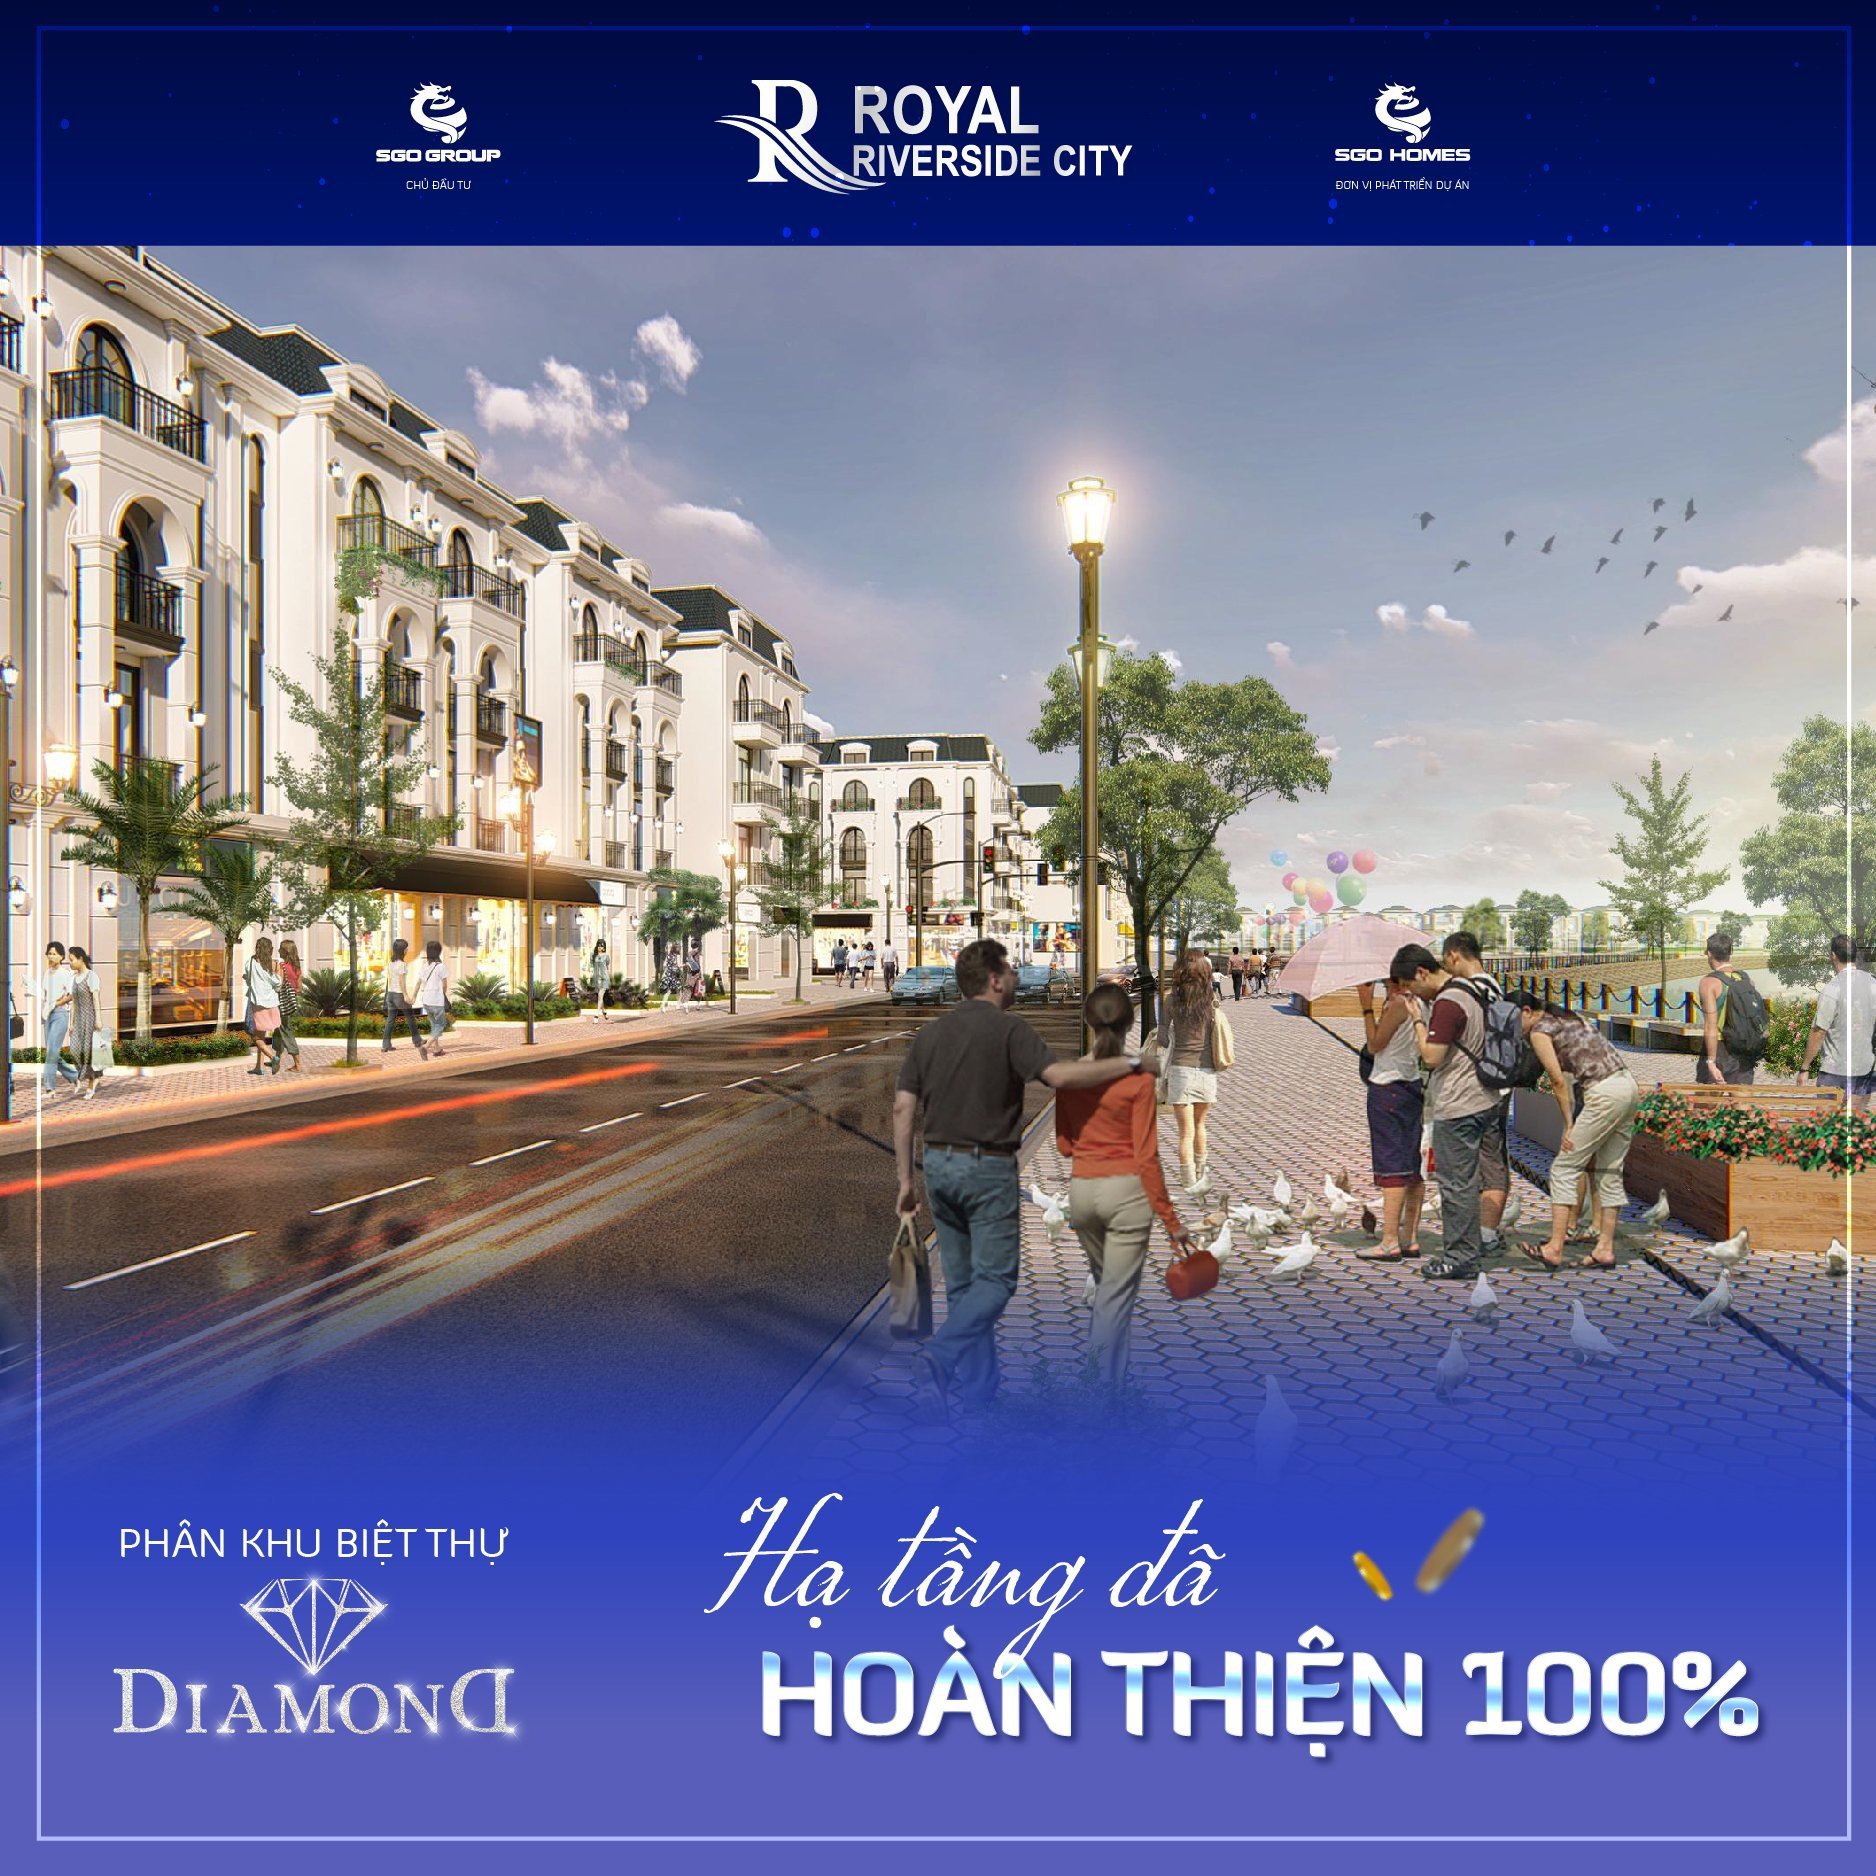 SGO GROUP
CHỦ ĐẦU TƯ
R ROYAL
RIVERSIDE CITY
SGO HOMES
ĐƠN VỊ PHÁT TRIỂN DỰ ÁN
PHÂN KHU BIỆT THỰ
DIAMOND
Hạ tầng đã
HOÀN THIỆN 100%